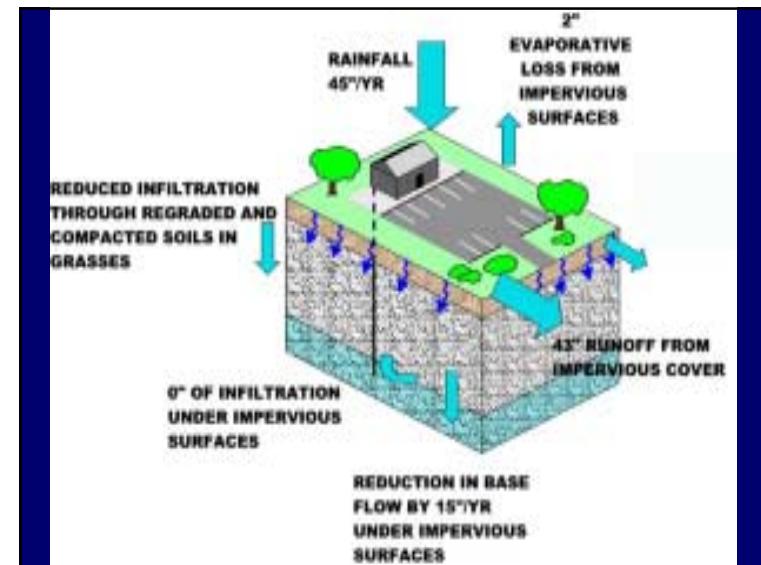 2"
EVAPORATIVE
LOSS FROM
IMPERVIOUS
SURFACES
RAINFALL
45"/YR
REDUCED INFILTRATION
THROUGH REGRADED AND
COMPACTED SOILS IN
GRASSES
43" RUNOFF FROM
IMPERVIOUS COVER
0" OF INFILTRATION
UNDER IMPERVIOUS
SURFACES
REDUCTION IN BASE
FLOW BY 15"/YR
UNDER IMPERVIOUS
SURFACES